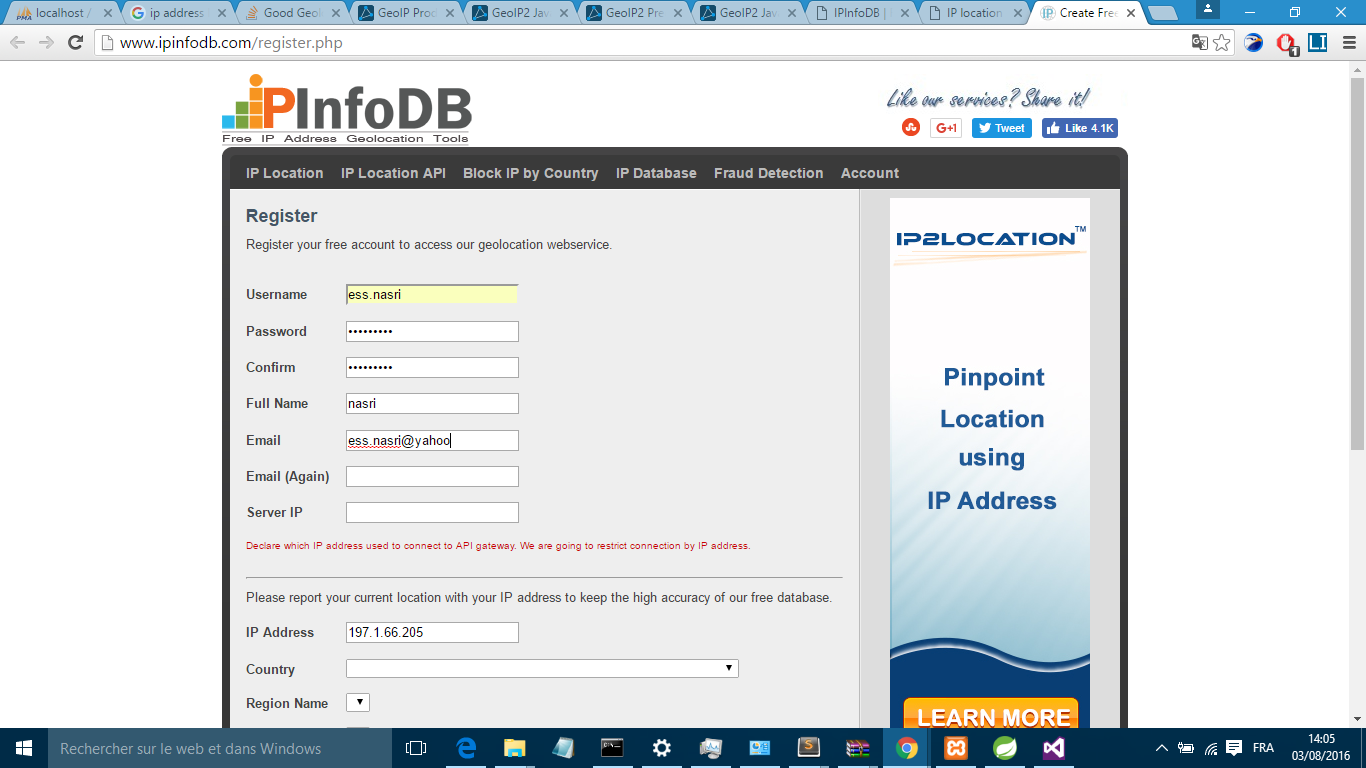 localhost /
ip address
Good Geol
GeoIP Prod
GeoIP2 Jav
GeoIP2 Pre
GeoIP2 Jav
IPInfoDB |
IP location
Create Free
www.ipinfodb.com/register.php
1
LI
IPInfoDB
Free IP Address Geolocation Tools
Like our services? Share it!
G+1
Tweet
Like 4.1K
IP Location
IP Location API
Block IP by Country
IP Database
Fraud Detection
Account
Register
Register your free account to access our geolocation webservice.
Username ess.nasri
Password •••••••••
Confirm •••••••••
Full Name nasri
Email ess.nasri@yahoo
Email (Again)
Server IP
Declare which IP address used to connect to API gateway. We are going to restrict connection by IP address.
Please report your current location with your IP address to keep the high accuracy of our free database.
IP Address 197.1.66.205
Country
Region Name
IP2LOCATION™
Pinpoint
Location
using
IP Address
LEARN MORE
Rechercher sur le web et dans Windows
FRA
14:05
03/08/2016